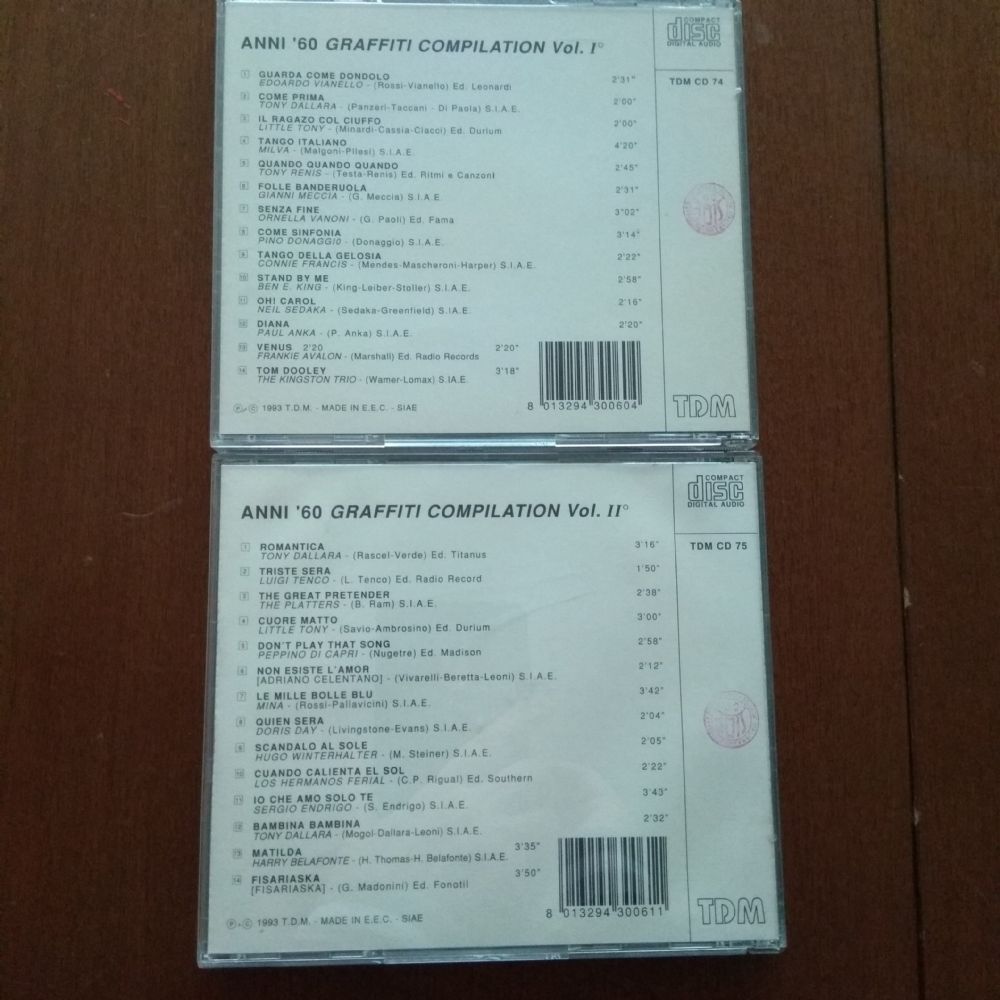 ANNI '60 GRAFFITI COMPILATION Vol. I°
COMPACT
disc
DIGITAL AUDIO
TDM CD 74
1 GUARDA COME DONDOLO
EDOARDO VIANELLO - (Rossi-Vianello) Ed. Leonardi 2'31"
2 COME PRIMA
TONY DALLARA - (Panzeri-Taccani - Di Paola) S.I.A.E. 2'00"
3 IL RAGAZO COL CIUFFO
LITTLE TONY - (Minardi-Cassia-Ciacci) Ed. Durium 2'00"
4 TANGO ITALIANO
MILVA - (Malgoni-Pilesi) S.I.A.E. 4'20"
5 QUANDO QUANDO QUANDO
TONY RENIS - (Testa-Renis) Ed. Ritmi e Canzoni 2'45"
6 FOLLE BANDERUOLA
GIANNI MECCIA - (G. Meccia) S.I.A.E. 2'31"
7 SENZA FINE
ORNELLA VANONI - (G. Paoli) Ed. Fama 3"02"
8 COME SINFONIA
PINO DONAGGIO - (Donaggio) S.I.A.E. 3'14"
9 TANGO DELLA GELOSIA
CONNIE FRANCIS - (Mendes-Mascheroni-Harper) S.I.A.E. 2'22"
10 STAND BY ME
BEN E. KING - (King-Leiber-Stoller) S.I.A.E. 2'58"
11 OH! CAROL
NEIL SEDAKA - (Sedaka-Greenfield) S.IA.E. 2'16"
12 DIANA
PAUL ANKA - (P. Anka) S.I.A.E. 2'20"
13 VENUS 2'20 2'20"
FRANKIE AVALON - (Marshall) Ed. Radio Records
14 TOM DOOLEY 3'18"
THE KINGSTON TRIO - (Warner-Lomax) S.IA.E.
℗ © 1993 T.D.M. - MADE IN E.E.C. - SIAE
8 013294 300604
TDM
ANNI '60 GRAFFITI COMPILATION Vol. II°
COMPACT
disc
DIGITAL AUDIO
TDM CD 75
1 ROMANTICA 3'16"
TONY DALLARA - (Rascel-Verde) Ed. Titanus
2 TRISTE SERA 1'50"
LUIGI TENCO - (L. Tenco) Ed. Radio Record
3 THE GREAT PRETENDER 2'38"
THE PLATTERS - (B. Ram) S.I.A.E.
4 CUORE MATTO 3'00"
LITTLE TONY - (Savio-Ambrosino) Ed. Durium
5 DON'T PLAY THAT SONG 2'58"
PEPPINO DI CAPRI - (Nugetre) Ed. Madison
6 NON ESISTE L'AMOR 2'12"
[ADRIANO CELENTANO] - (Vivarelli-Beretta-Leoni) S.I.A.E.
7 LE MILLE BOLLE BLU 3'42"
MINA - (Rossi-Pallavicini) S.I.A.E.
8 QUIEN SERA 2'04"
DORIS DAY - (Livingstone-Evans) S.I.A.E.
9 SCANDALO AL SOLE 2'05"
HUGO WINTERHALTER - (M. Steiner) S.I.A.E.
10 CUANDO CALIENTA EL SOL 2'22"
LOS HERMANOS FERIAL - (C.P. Rigual) Ed. Southern
11 IO CHE AMO SOLO TE 3'43"
SERGIO ENDRIGO - (S. Endrigo) S.I.A.E.
12 BAMBINA BAMBINA 2'32"
TONY DALLARA - (Mogol-Dallara-Leoni) S.I.A.E.
13 MATILDA 3'35"
HARRY BELAFONTE - (H. Thomas-H. Belafonte) S.I.A.E.
14 FISARIASKA 3'50"
[FISARIASKA] - (G. Madonini) Ed. Fonotil
℗ © 1993 T.D.M. - MADE IN E.E.C. - SIAE
8 013294 300611
TDM